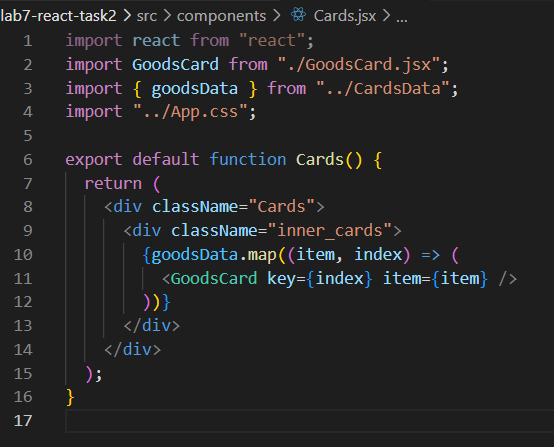 lab7-react-task2 > src > components > Cards.jsx > ...
1 import react from "react";
2 import GoodsCard from "./GoodsCard.jsx";
3 import { goodsData } from "../CardsData";
4 import "../App.css";
5
6 export default function Cards() {
7   return (
8     <div className="Cards">
9       <div className="inner_cards">
10         {goodsData.map((item, index) => (
11           <GoodsCard key={index} item={item} />
12         ))}
13       </div>
14     </div>
15   );
16 }
17